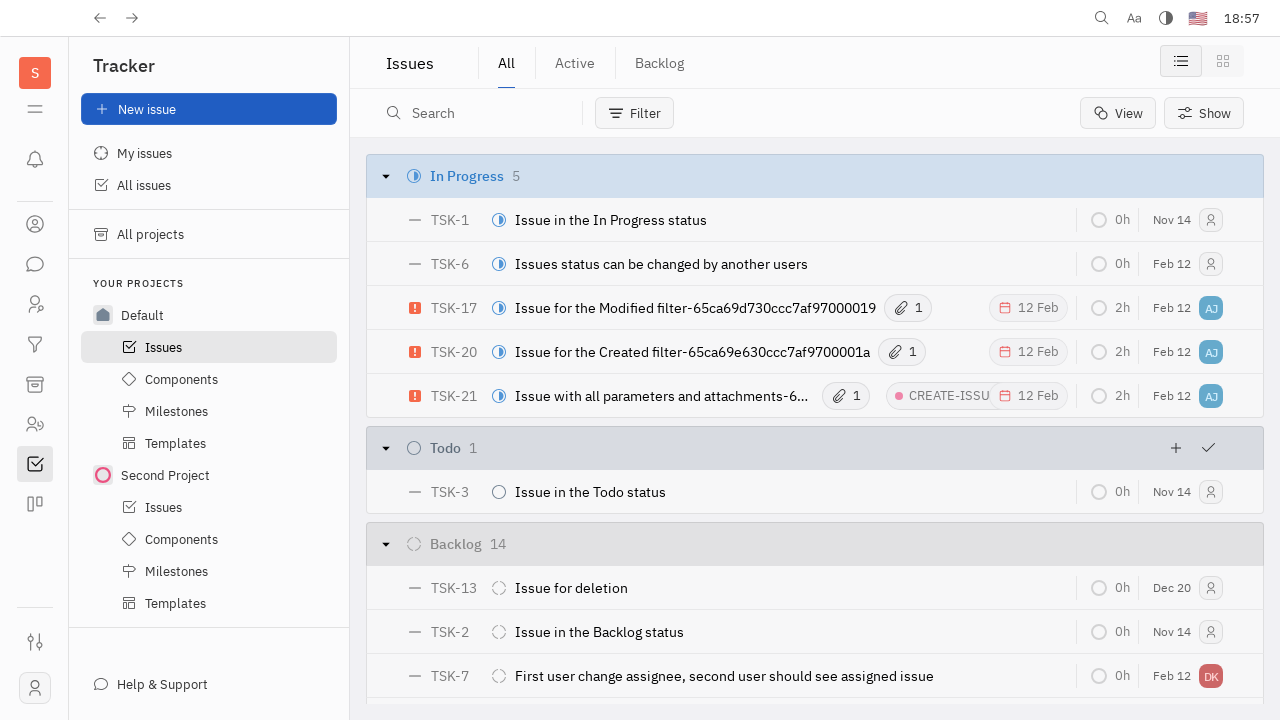 Aa 18:57
S
Tracker
New issue
My issues
All issues
All projects
YOUR PROJECTS
Default
Issues
Components
Milestones
Templates
Second Project
Issues
Components
Milestones
Templates
Help & Support
Issues All Active Backlog
Search Filter View Show
In Progress 5
TSK-1 Issue in the In Progress status 0h Nov 14
TSK-6 Issues status can be changed by another users 0h Feb 12
TSK-17 Issue for the Modified filter-65ca69d730ccc7af97000019 1 12 Feb 2h Feb 12 AJ
TSK-20 Issue for the Created filter-65ca69e630ccc7af9700001a 1 12 Feb 2h Feb 12 AJ
TSK-21 Issue with all parameters and attachments-6... 1 CREATE-ISSU 12 Feb 2h Feb 12 AJ
Todo 1
TSK-3 Issue in the Todo status 0h Nov 14
Backlog 14
TSK-13 Issue for deletion 0h Dec 20
TSK-2 Issue in the Backlog status 0h Nov 14
TSK-7 First user change assignee, second user should see assigned issue 0h Feb 12 DK